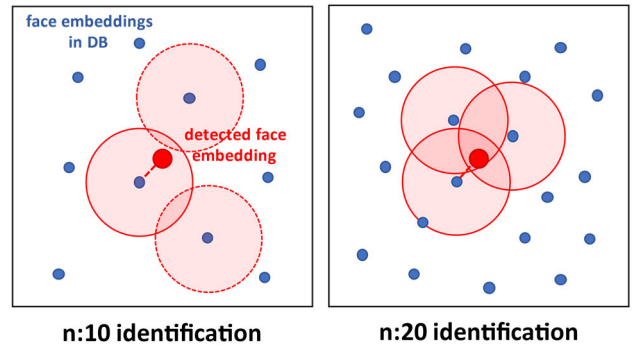 face embeddings
in DB
detected face
embedding
n:10 identification
n:20 identification